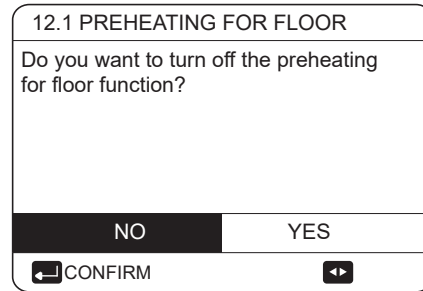 12.1 PREHEATING FOR FLOOR
Do you want to turn off the preheating
for floor function?
NO YES
CONFIRM